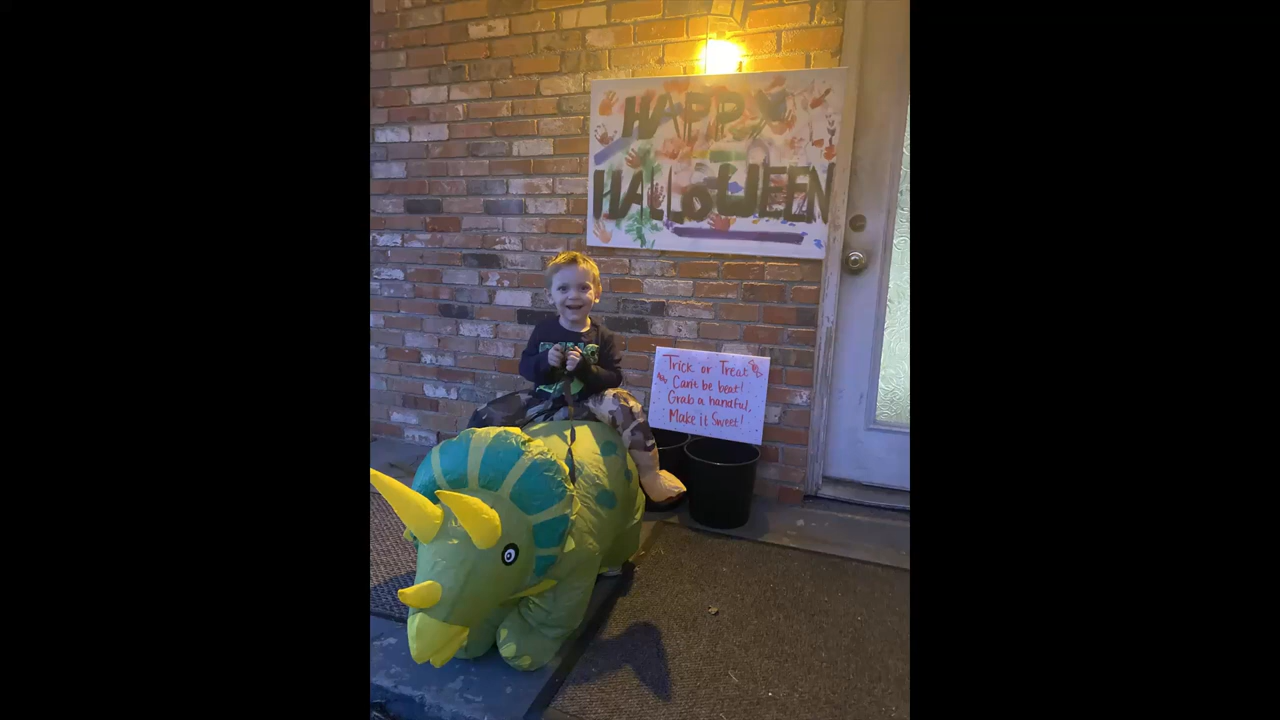 HAPPY
HALLOWEEN
Trick or Treat
Can't be beat!
Grab a handful,
Make it Sweet!